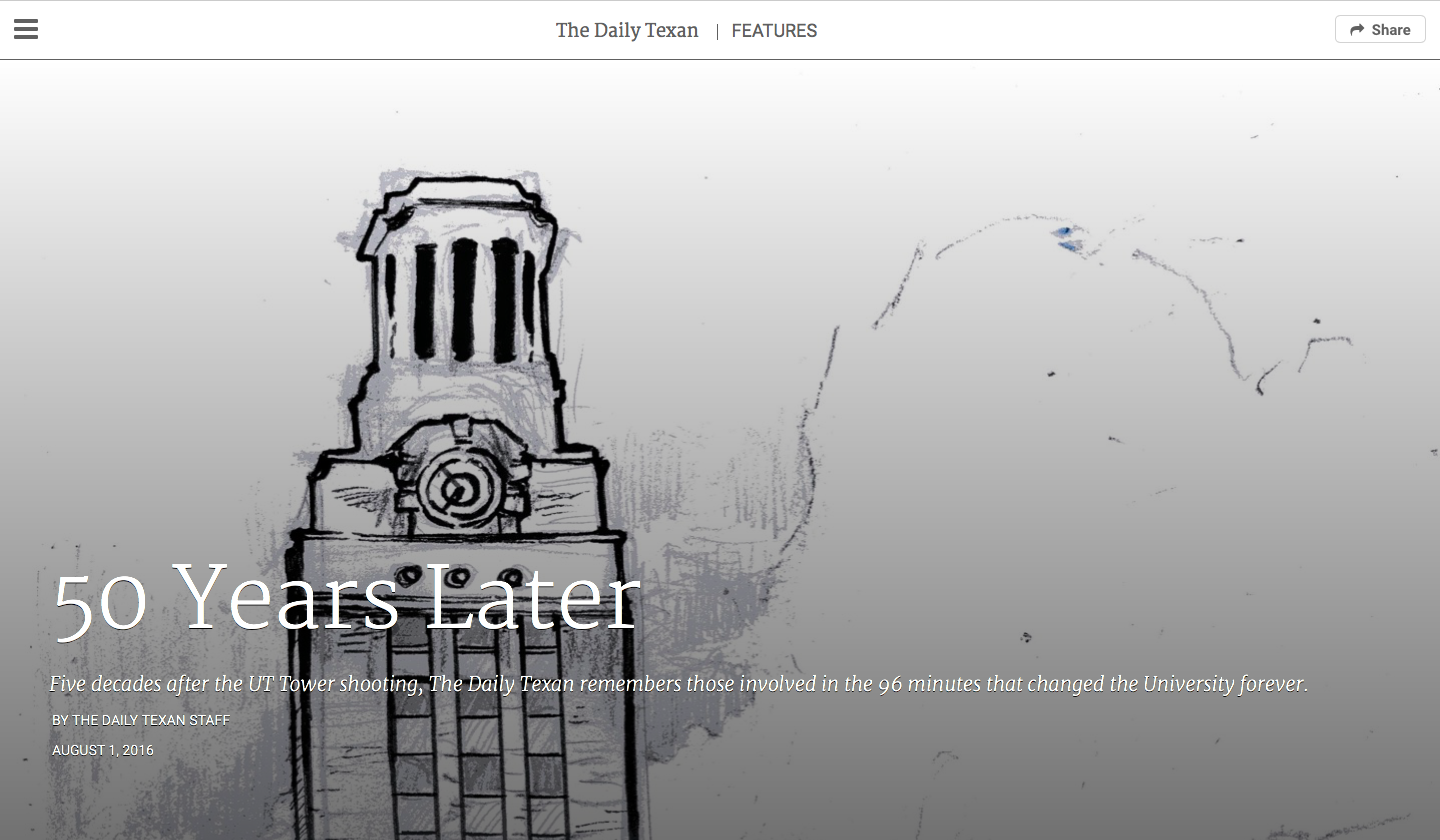 The Daily Texan | FEATURES
Share
50 Years Later
Five decades after the UT Tower shooting, The Daily Texan remembers those involved in the 96 minutes that changed the University forever.
BY THE DAILY TEXAN STAFF
AUGUST 1, 2016